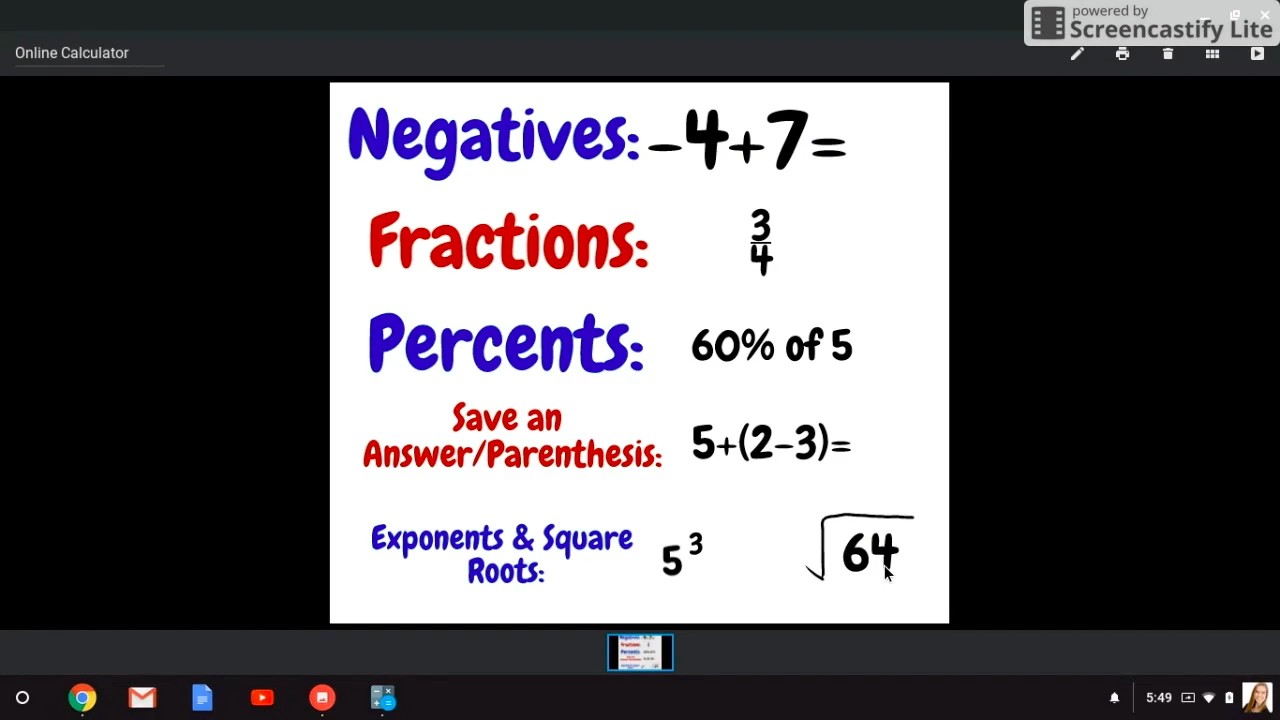 powered by
Screencastify Lite
Online Calculator
Negatives: -4+7=
Fractions: 3/4
Percents: 60% of 5
Save an
Answer/Parenthesis: 5+(2-3)=
Exponents & Square
Roots: 5³ √64
5:49